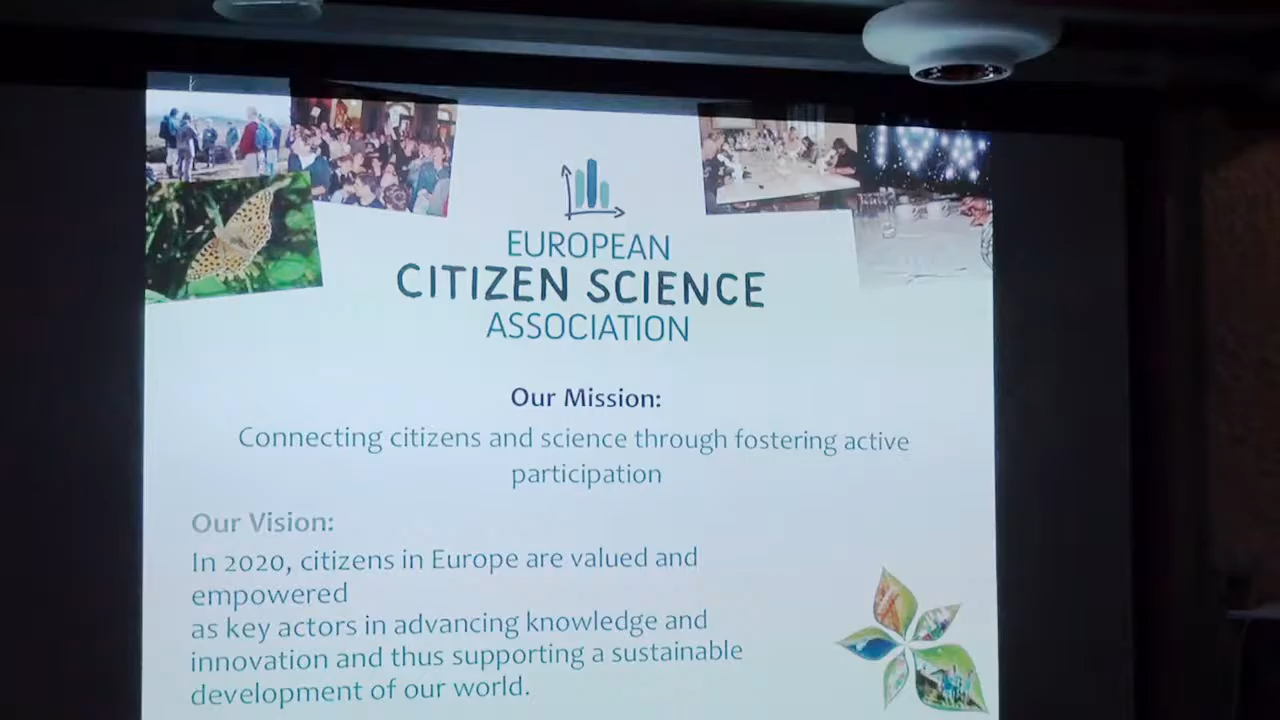 EUROPEAN
CITIZEN SCIENCE
ASSOCIATION
Our Mission:
Connecting citizens and science through fostering active
participation
Our Vision:
In 2020, citizens in Europe are valued and
empowered
as key actors in advancing knowledge and
innovation and thus supporting a sustainable
development of our world.